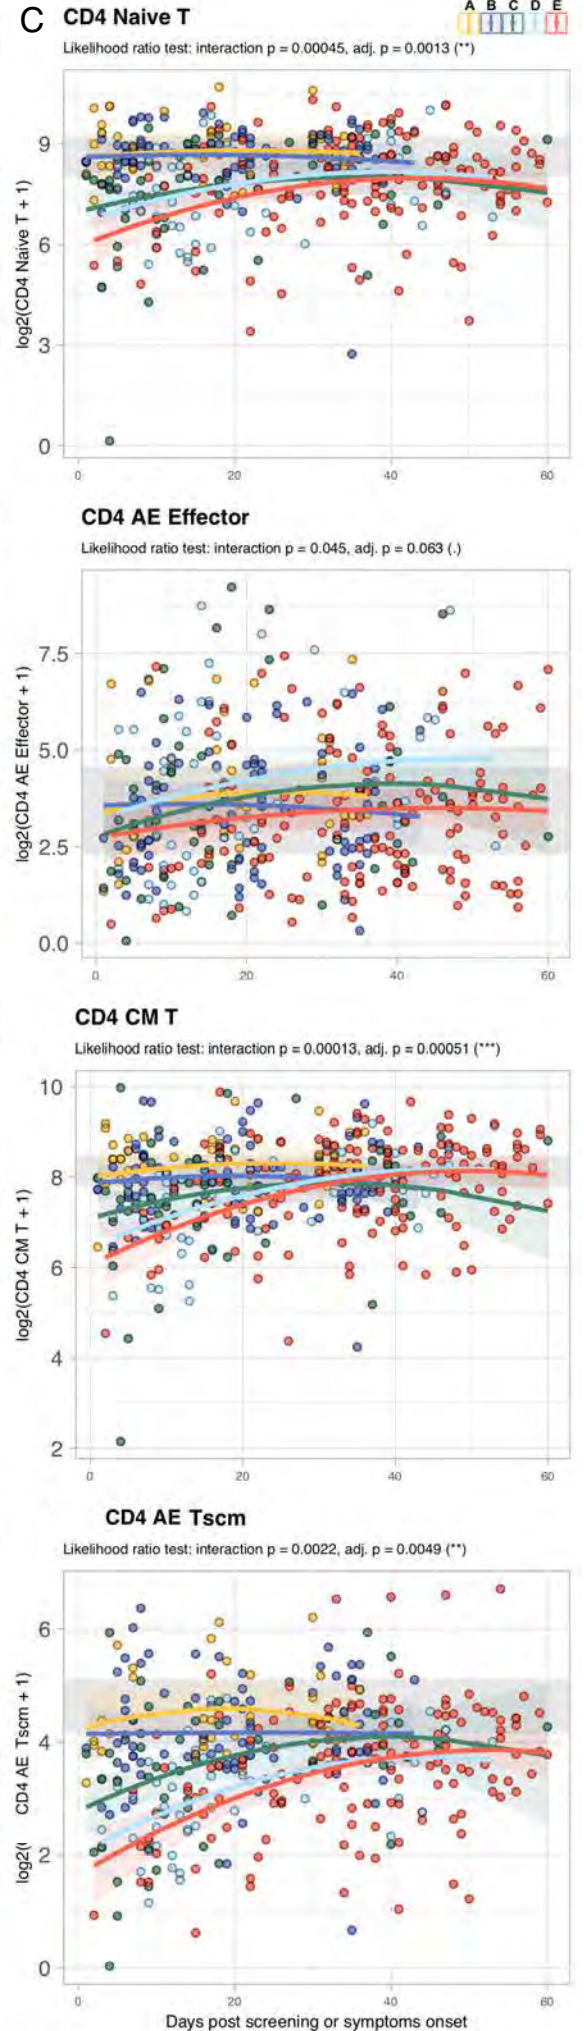 C
CD4 Naive T
A B C D E
Likelihood ratio test: interaction p = 0.00045, adj. p = 0.0013 (**)
log2(CD4 Naive T + 1)
9
6
3
0
0 20 40 60
CD4 AE Effector
Likelihood ratio test: interaction p = 0.045, adj. p = 0.063 (.)
log2(CD4 AE Effector + 1)
7.5
5.0
2.5
0.0
0 20 40 60
CD4 CM T
Likelihood ratio test: interaction p = 0.00013, adj. p = 0.00051 (***)
log2(CD4 CM T + 1)
10
8
6
4
2
0 20 40 60
CD4 AE Tscm
Likelihood ratio test: interaction p = 0.0022, adj. p = 0.0049 (**)
log2( CD4 AE Tscm + 1)
6
4
2
0
0 20 40 60
Days post screening or symptoms onset